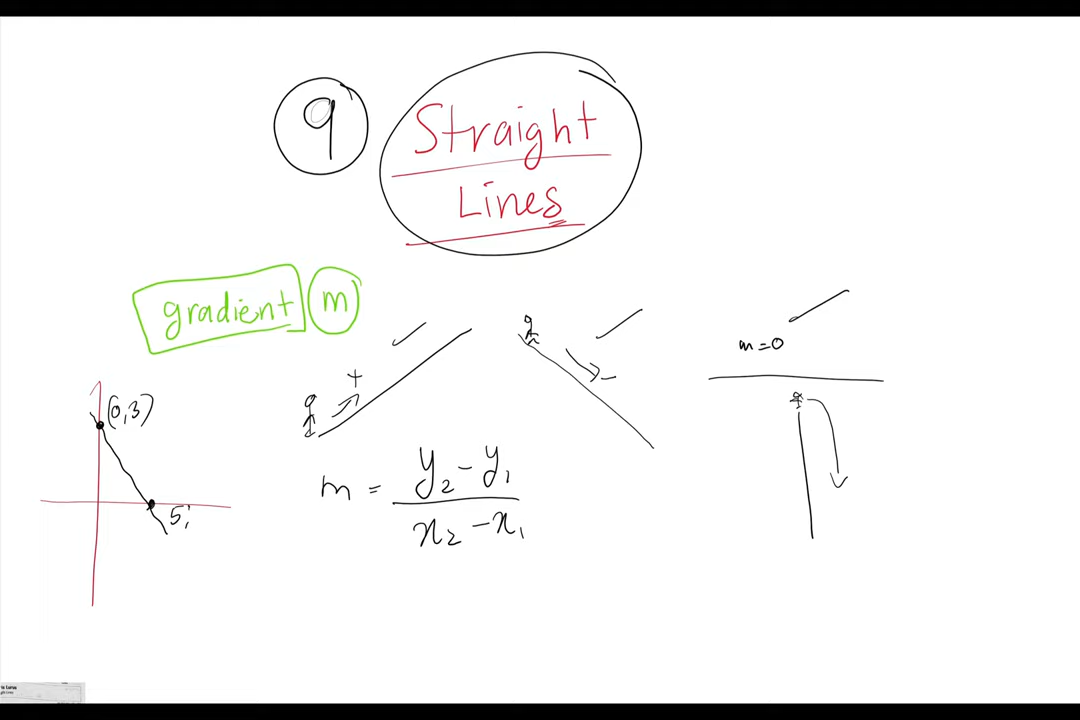 9
Straight
Lines
gradient m
m=0
+
-
(0,3)
m = y₂ - y₁
x₂ - x₁
5,